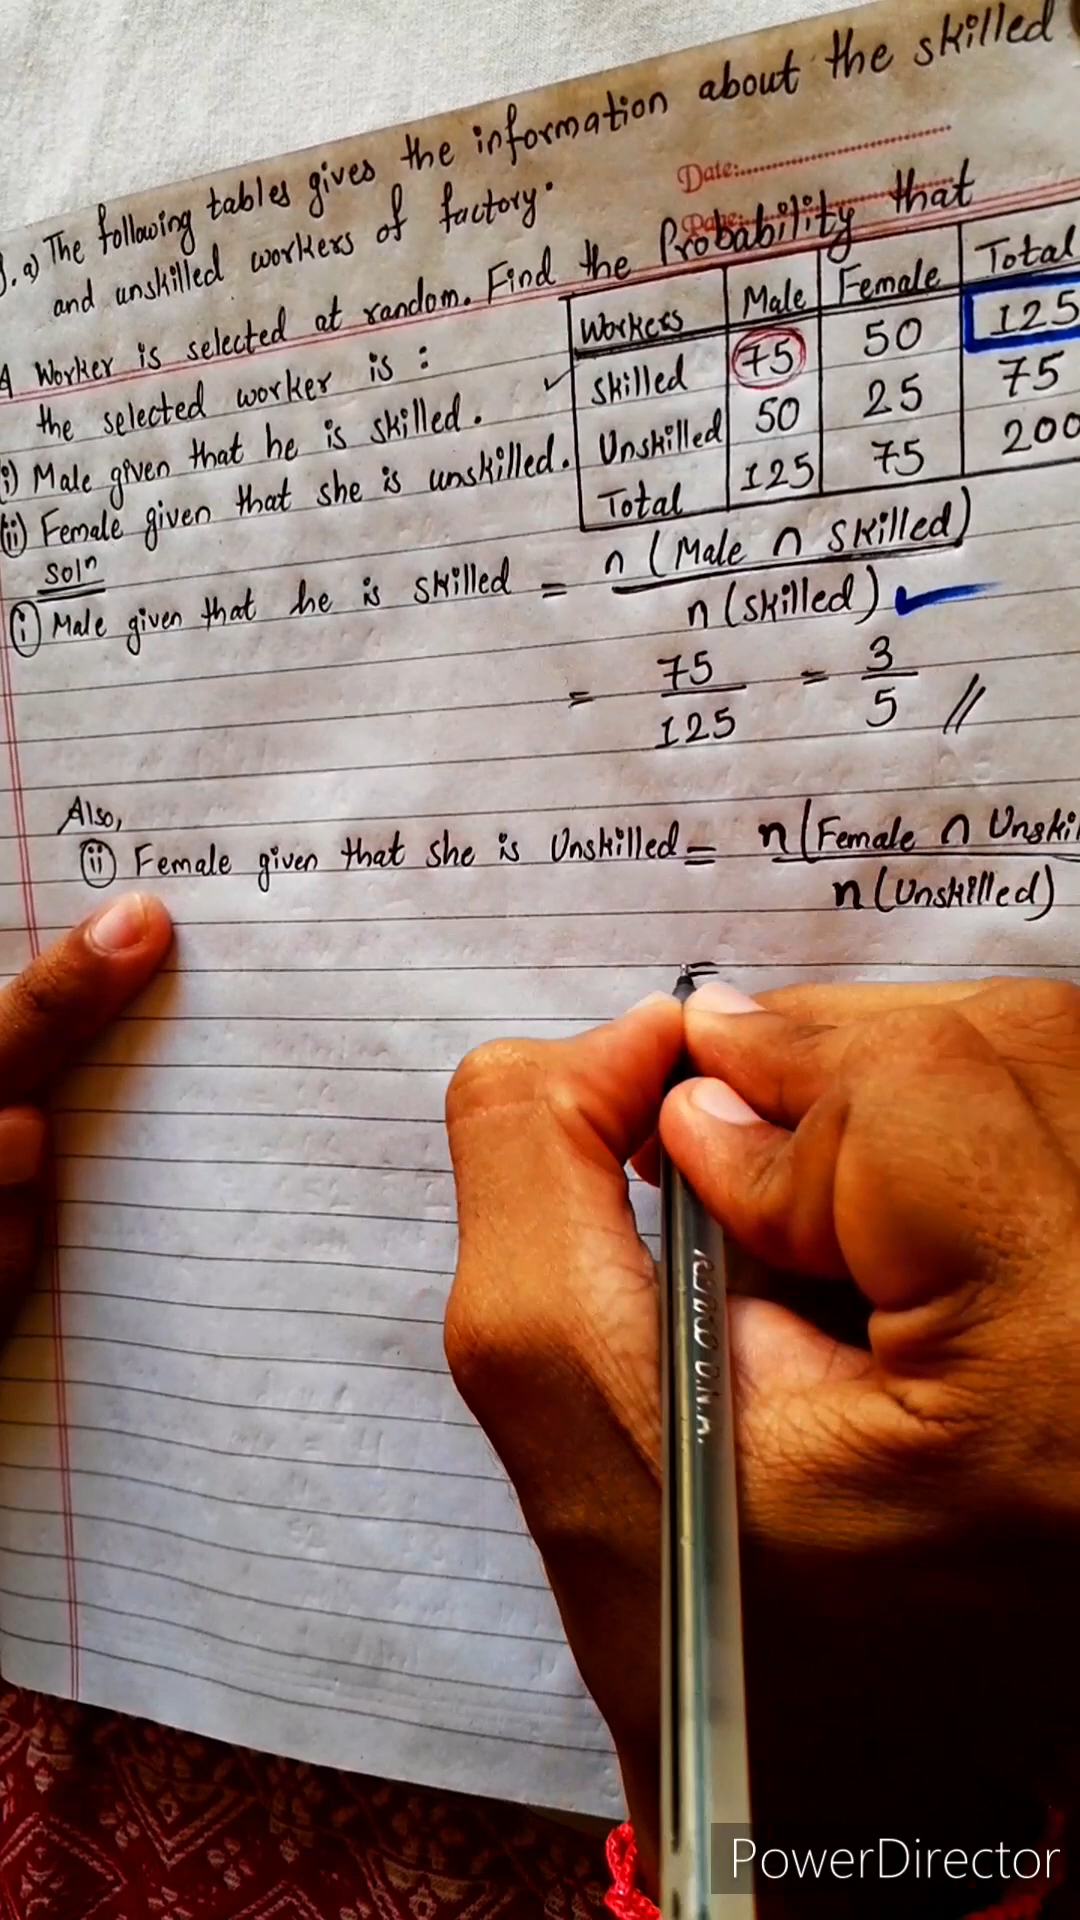 a) The following tables gives the information about the skilled
and unskilled workers of factory.
Date:
A Worker is selected at random. Find the Probability that
the selected worker is :
i) Male given that he is skilled.
(ii) Female given that she is unskilled.
Workers Male Female Total
Skilled 75 50 125
Unskilled 50 25 75
Total 125 75 200
Solⁿ
(i) Male given that he is skilled = n (Male ∩ Skilled)
n (skilled)
= 75 = 3
125 5 //
Also,
(ii) Female given that she is Unskilled = n (Female ∩ Unskil
n (Unskilled)
=
PowerDirector